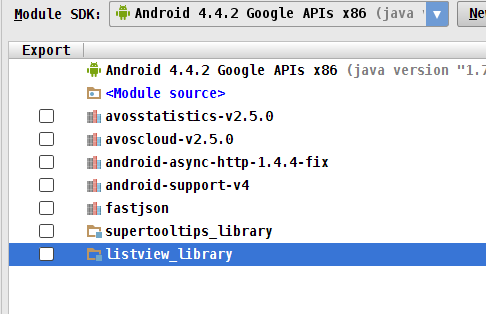 Module SDK: Android 4.4.2 Google APIs x86 (java v Ne
Export
Android 4.4.2 Google APIs x86 (java version "1.7
<Module source>
avosstatistics-v2.5.0
avoscloud-v2.5.0
android-async-http-1.4.4-fix
android-support-v4
fastjson
supertooltips_library
listview_library